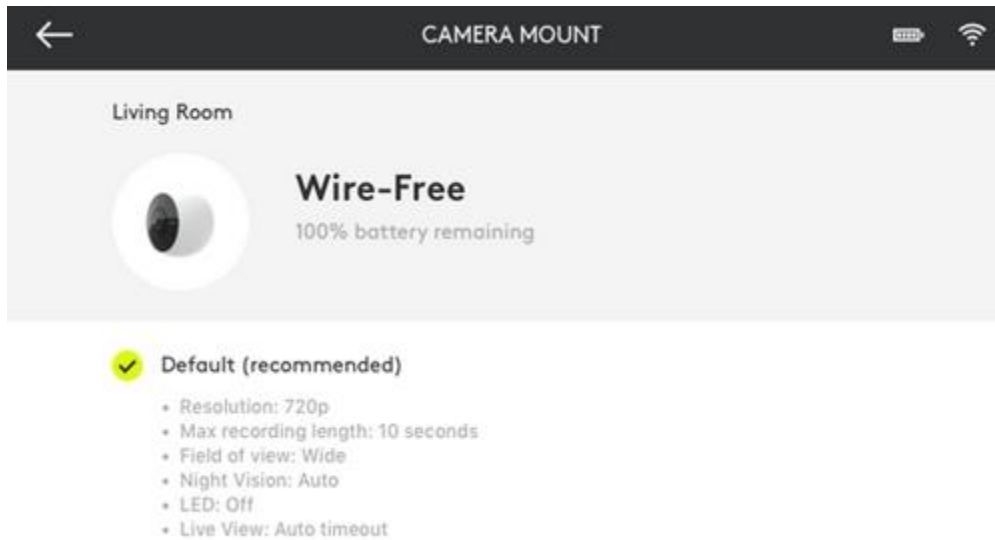 CAMERA MOUNT
Living Room
Wire-Free
100% battery remaining
Default (recommended)
• Resolution: 720p
• Max recording length: 10 seconds
• Field of view: Wide
• Night Vision: Auto
• LED: Off
• Live View: Auto timeout